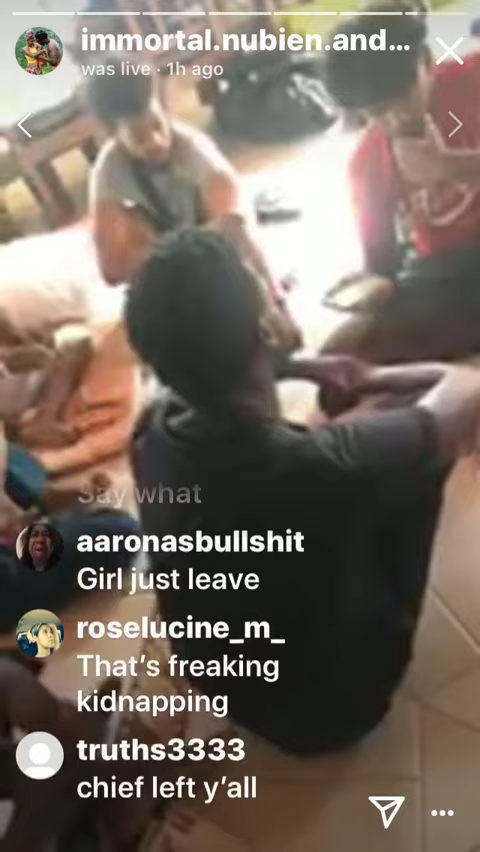 immortal.nubien.and...
was live · 1h ago
Say what
aaronasbullshit
Girl just leave
roselucine_m_
That's freaking
kidnapping
truths3333
chief left y'all